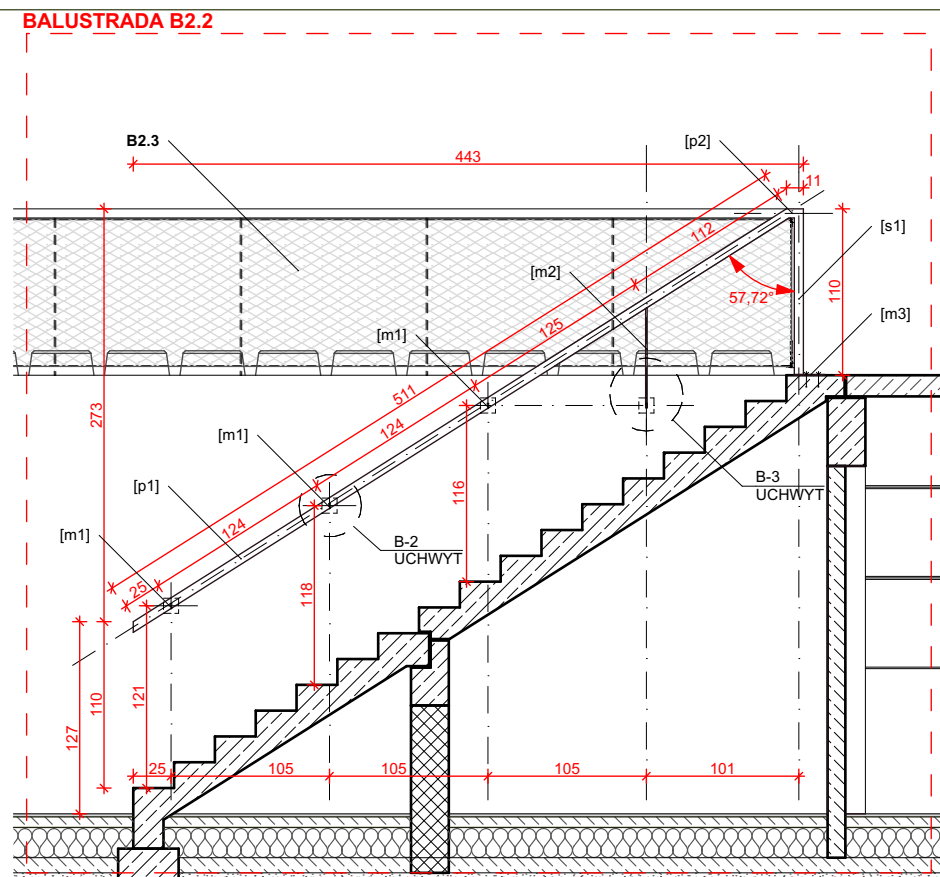 BALUSTRADA B2.2
B2.3
443
[p2]
11
[s1]
112
[m2]
57,72°
110
[m1]
125
[m3]
511
273
124
[m1]
[p1]
116
B-3
UCHWYT
124
[m1]
B-2
UCHWYT
25
118
121
110
127
25
105
105
105
101